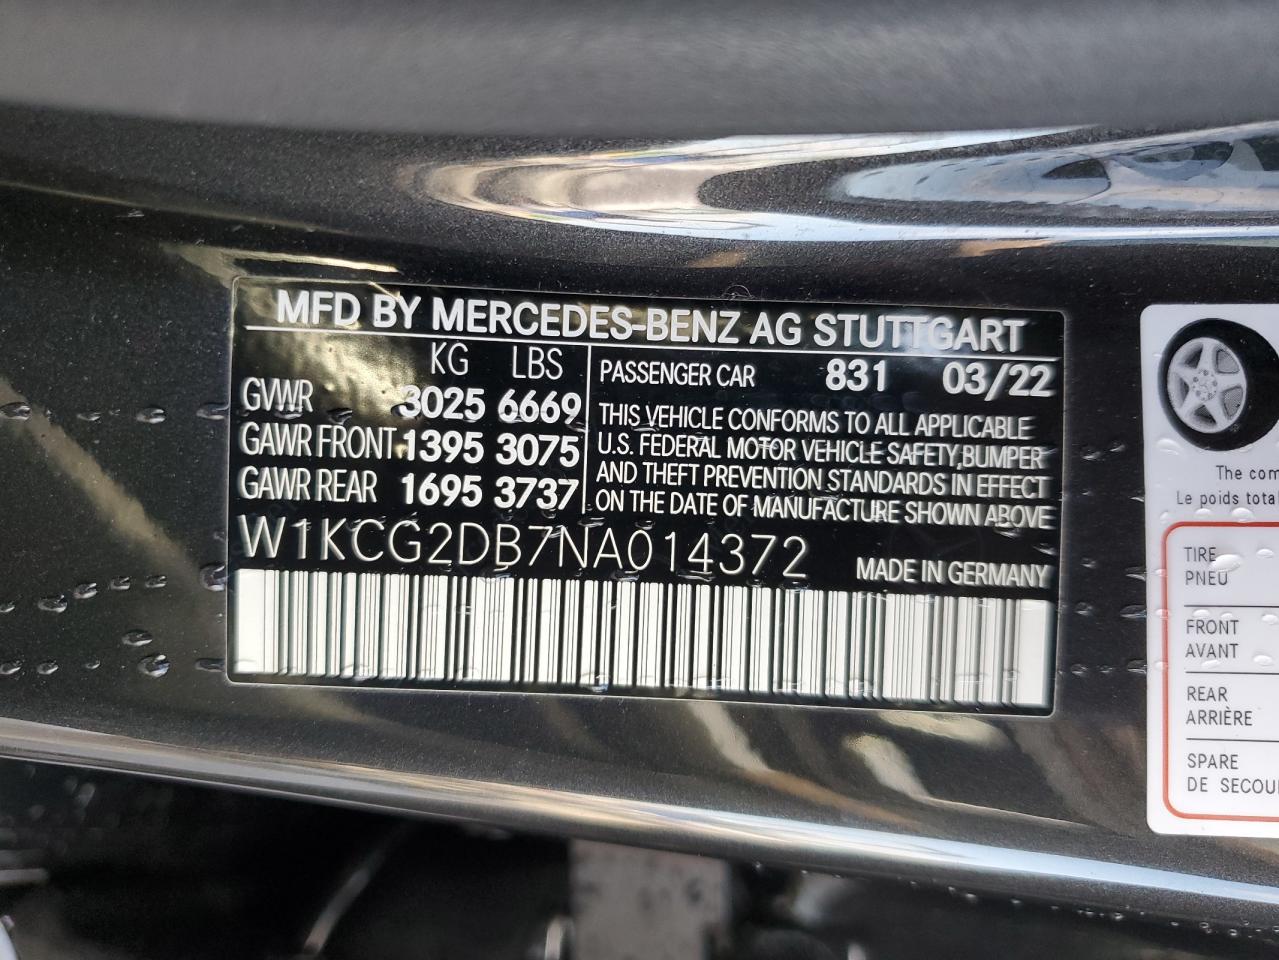 MFD BY MERCEDES-BENZ AG STUTTGART
KG LBS
GVWR 3025 6669
GAWR FRONT 1395 3075
GAWR REAR 1695 3737
PASSENGER CAR 831 03/22
THIS VEHICLE CONFORMS TO ALL APPLICABLE
U.S. FEDERAL MOTOR VEHICLE SAFETY,BUMPER
AND THEFT PREVENTION STANDARDS IN EFFECT
ON THE DATE OF MANUFACTURE SHOWN ABOVE
W1KCG2DB7NA014372
MADE IN GERMANY
The
Le poids
TIRE
PNEU
FRONT
AVANT
REAR
ARRIÈRE
SPARE
DE